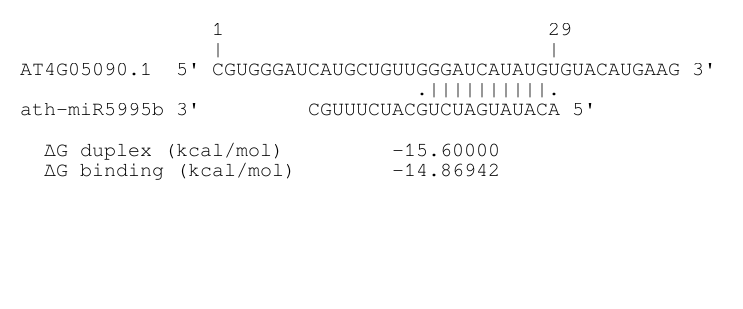 1 29
| |
AT4G05090.1 5' CGUGGGAUCAUGCUGUUGGGAUCAUAUGUGUACAUGAAG 3'
.||||||||||.
ath-miR5995b 3' CGUUUCUACGUCUAGUAUACA 5'
ΔG duplex (kcal/mol) -15.60000
ΔG binding (kcal/mol) -14.86942